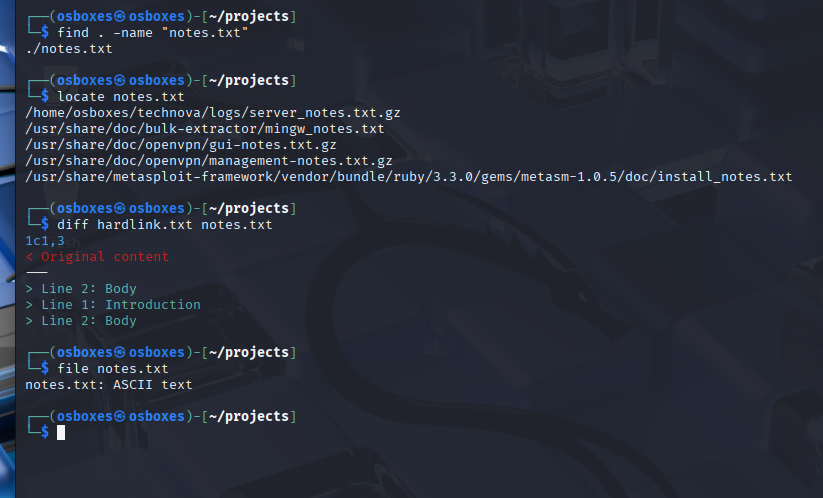 ┌──(osboxes㉿osboxes)-[~/projects]
└─$ find . -name "notes.txt"
./notes.txt
┌──(osboxes㉿osboxes)-[~/projects]
└─$ locate notes.txt
/home/osboxes/technova/logs/server_notes.txt.gz
/usr/share/doc/bulk-extractor/mingw_notes.txt
/usr/share/doc/openvpn/gui-notes.txt.gz
/usr/share/doc/openvpn/management-notes.txt.gz
/usr/share/metasploit-framework/vendor/bundle/ruby/3.3.0/gems/metasm-1.0.5/doc/install_notes.txt
┌──(osboxes㉿osboxes)-[~/projects]
└─$ diff hardlink.txt notes.txt
1c1,3
< Original content
---
> Line 2: Body
> Line 1: Introduction
> Line 2: Body
┌──(osboxes㉿osboxes)-[~/projects]
└─$ file notes.txt
notes.txt: ASCII text
┌──(osboxes㉿osboxes)-[~/projects]
└─$